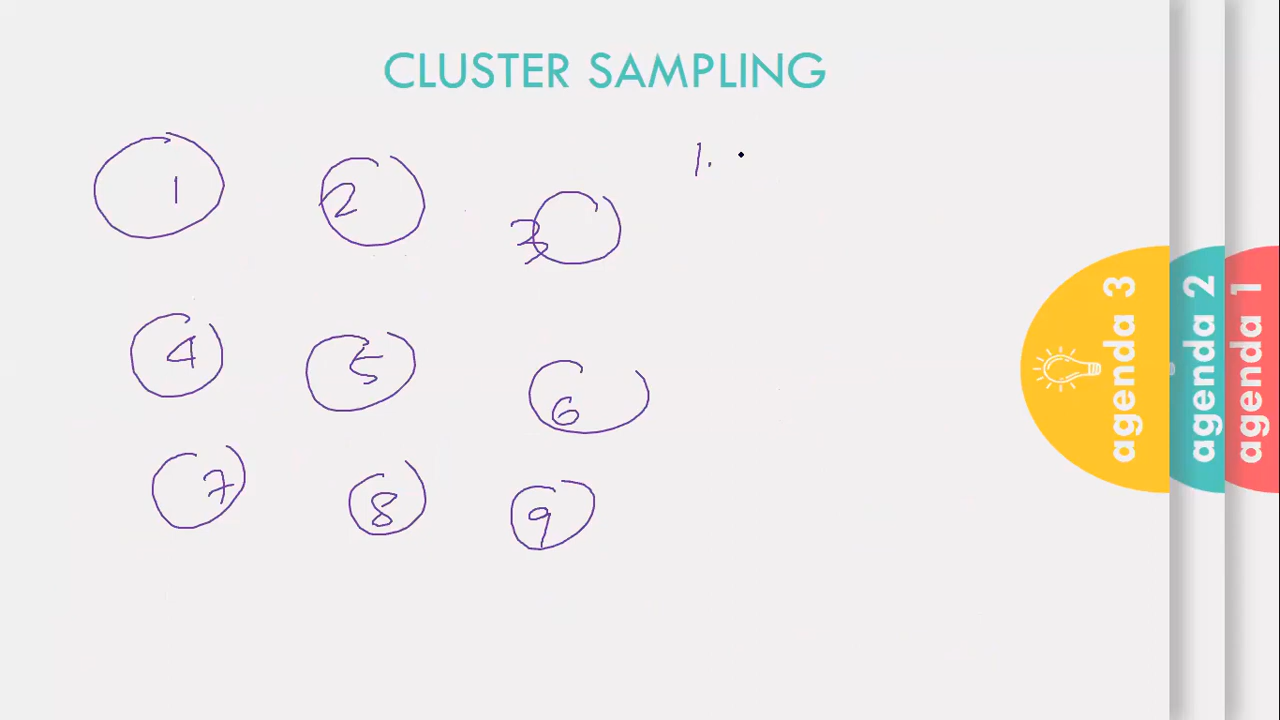 CLUSTER SAMPLING
1 2 3
1.
4 5 6
7 8 9
agenda 3
agenda 2
agenda 1